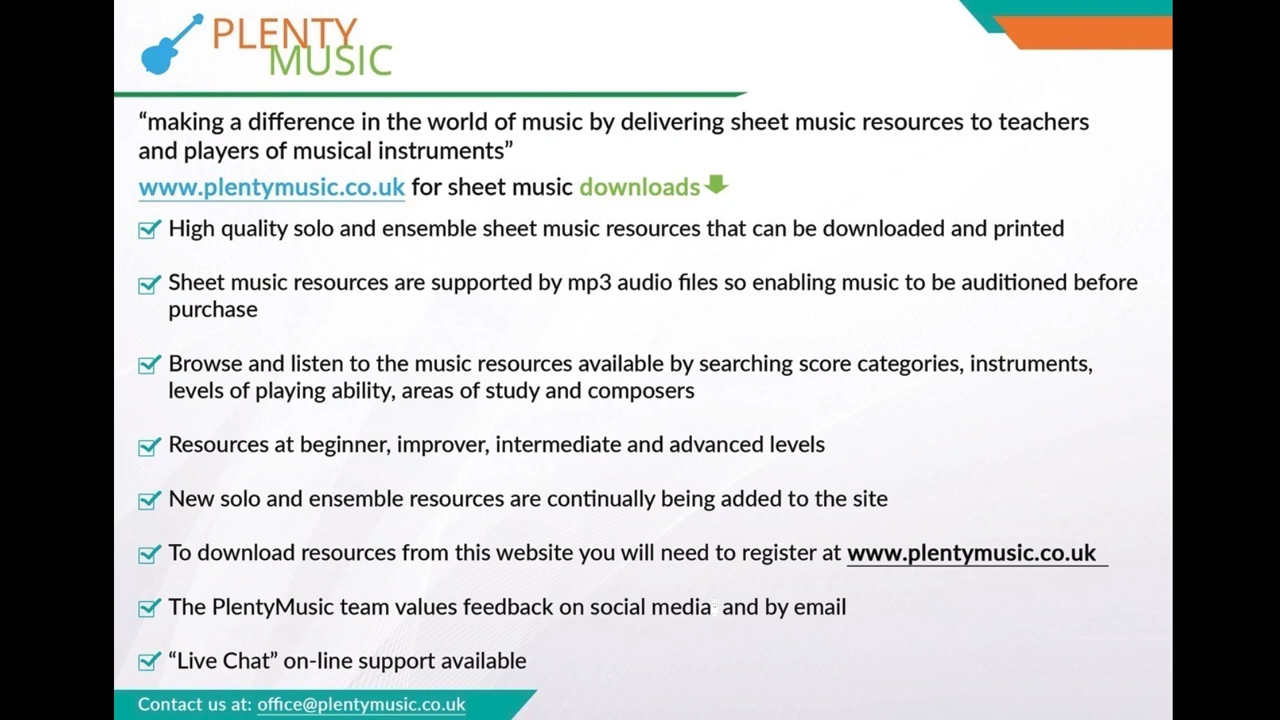 PLENTY
MUSIC
“making a difference in the world of music by delivering sheet music resources to teachers
and players of musical instruments”
www.plentymusic.co.uk for sheet music downloads
High quality solo and ensemble sheet music resources that can be downloaded and printed
Sheet music resources are supported by mp3 audio files so enabling music to be auditioned before
purchase
Browse and listen to the music resources available by searching score categories, instruments,
levels of playing ability, areas of study and composers
Resources at beginner, improver, intermediate and advanced levels
New solo and ensemble resources are continually being added to the site
To download resources from this website you will need to register at www.plentymusic.co.uk
The PlentyMusic team values feedback on social media and by email
“Live Chat” on-line support available
Contact us at: office@plentymusic.co.uk